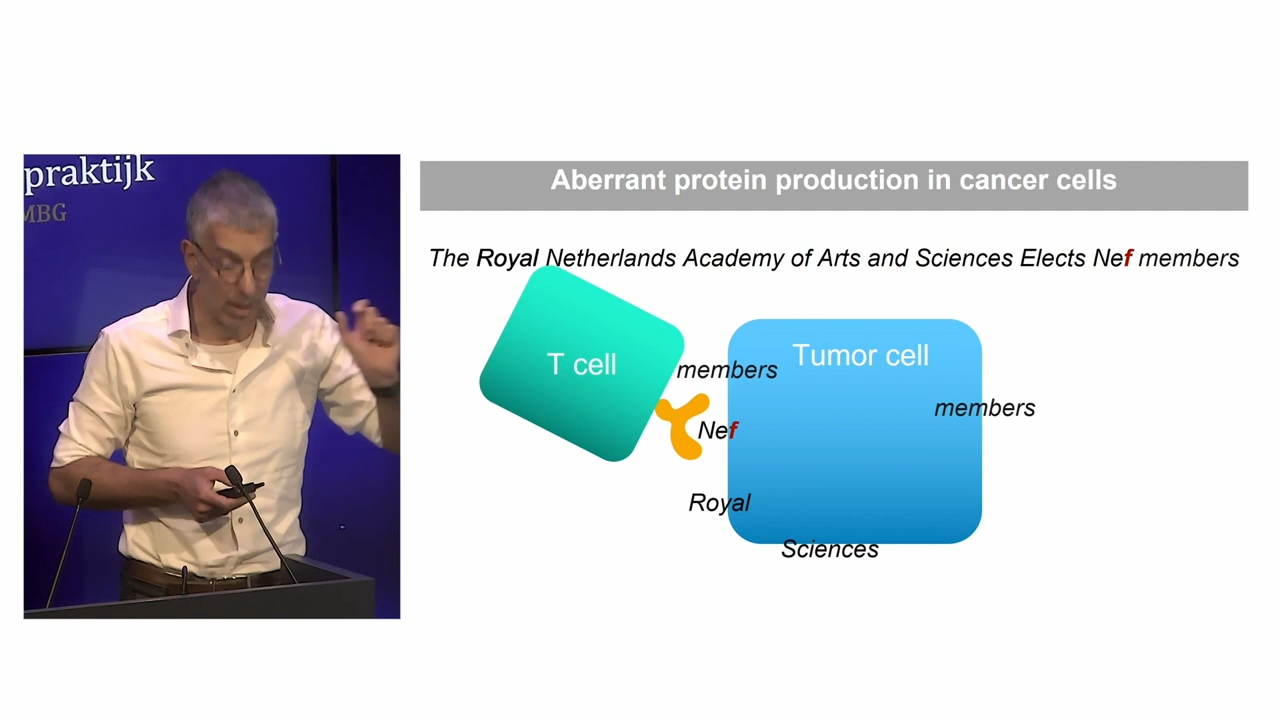 praktijk
MBG
Aberrant protein production in cancer cells
The Royal Netherlands Academy of Arts and Sciences Elects Nef members
T cell
Tumor cell
members
members
Nef
Royal
Sciences